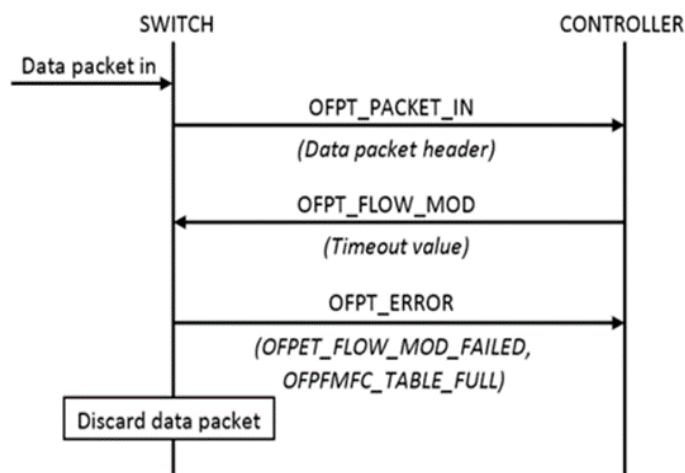 SWITCH
CONTROLLER
Data packet in
OFPT_PACKET_IN
(Data packet header)
OFPT_FLOW_MOD
(Timeout value)
OFPT_ERROR
(OFPET_FLOW_MOD_FAILED,
OFPFMFC_TABLE_FULL)
Discard data packet